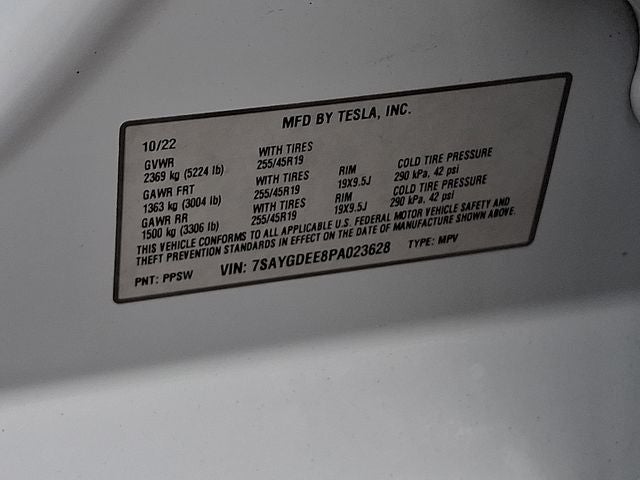 MFD BY TESLA, INC.
10/22
GVWR WITH TIRES
2369 kg (5224 lb) 255/45R19 RIM COLD TIRE PRESSURE
GAWR FRT WITH TIRES 19X9.5J 290 kPa, 42 psi
1363 kg (3004 lb) 255/45R19 RIM COLD TIRE PRESSURE
GAWR RR WITH TIRES 19X9.5J 290 kPa, 42 psi
1500 kg (3306 lb) 255/45R19
THIS VEHICLE CONFORMS TO ALL APPLICABLE U.S. FEDERAL MOTOR VEHICLE SAFETY AND
THEFT PREVENTION STANDARDS IN EFFECT ON THE DATE OF MANUFACTURE SHOWN ABOVE.
PNT: PPSW VIN: 7SAYGDEE8PA023628 TYPE: MPV